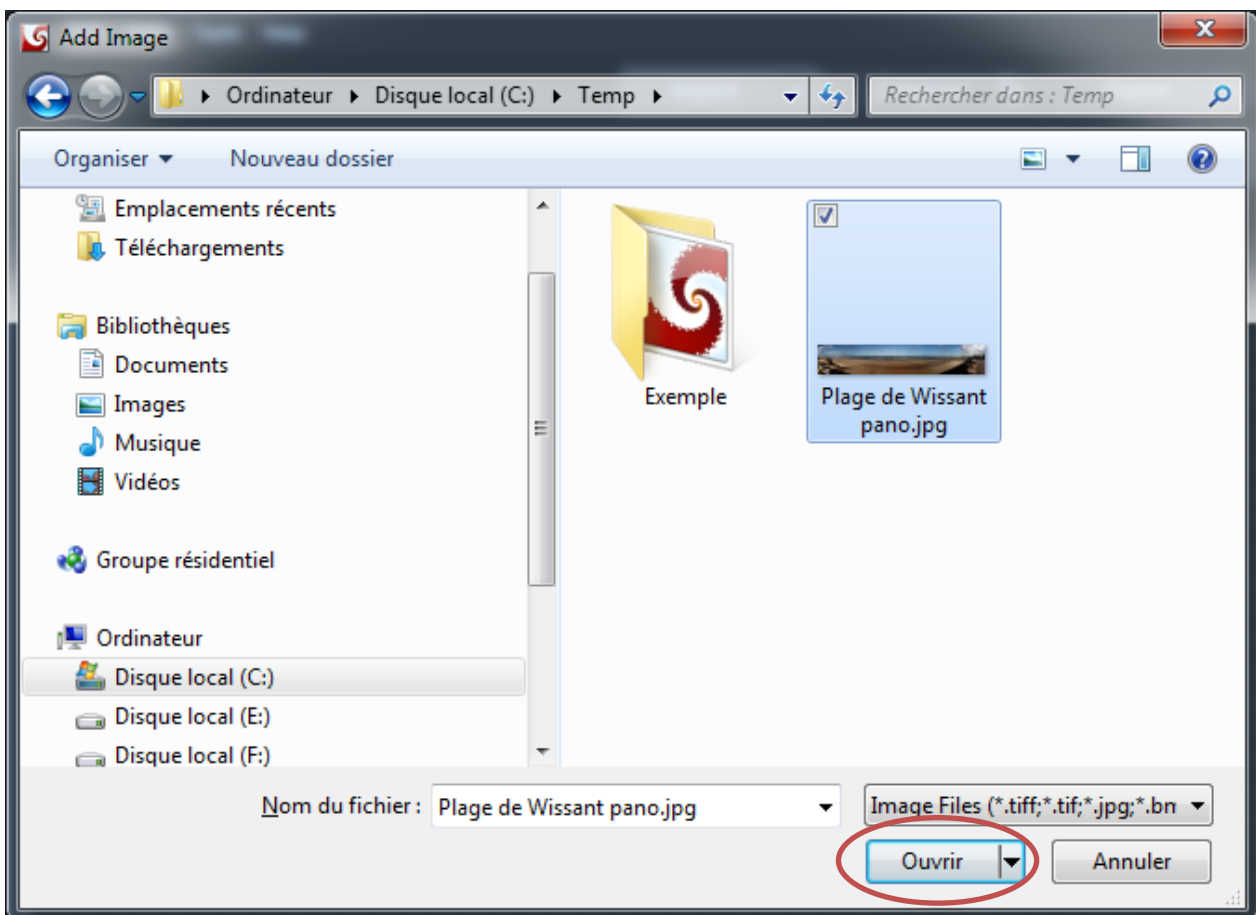 Add Image
Ordinateur Disque local (C:) Temp
Rechercher dans : Temp
Organiser Nouveau dossier
Emplacements récents
Téléchargements
Bibliothèques
Documents
Images
Musique
Vidéos
Groupe résidentiel
Ordinateur
Disque local (C:)
Disque local (E:)
Disque local (F:)
Exemple
Plage de Wissant
pano.jpg
Nom du fichier : Plage de Wissant pano.jpg
Image Files (*.tiff;*.tif;*.jpg;*.bm
Ouvrir
Annuler